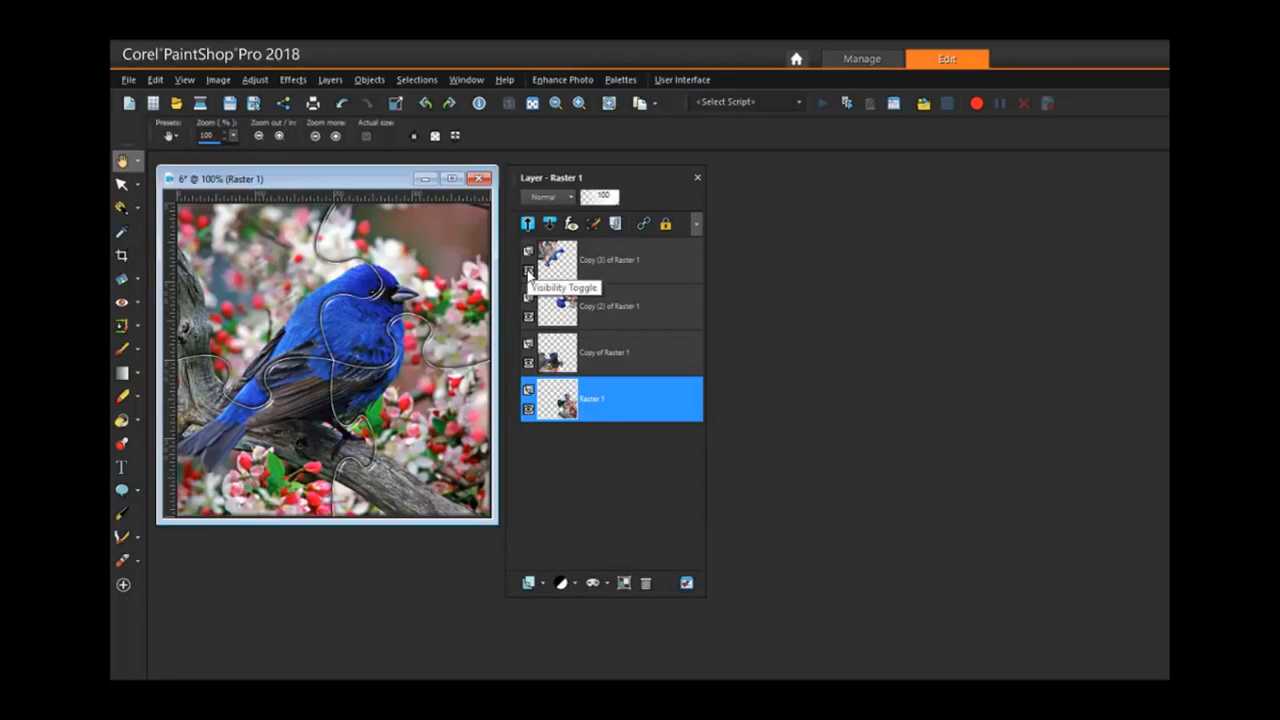 Corel®PaintShop®Pro 2018
Manage
Edit
File Edit View Image Adjust Effects Layers Objects Selections Window Help Enhance Photo Palettes User Interface
<Select Script>
Presets: Zoom ( % ): Zoom out / in: Zoom more: Actual size:
100
6* @ 100% (Raster 1)
Layer - Raster 1
Normal
100
Copy (3) of Raster 1
Visibility Toggle
Copy (2) of Raster 1
Copy of Raster 1
Raster 1